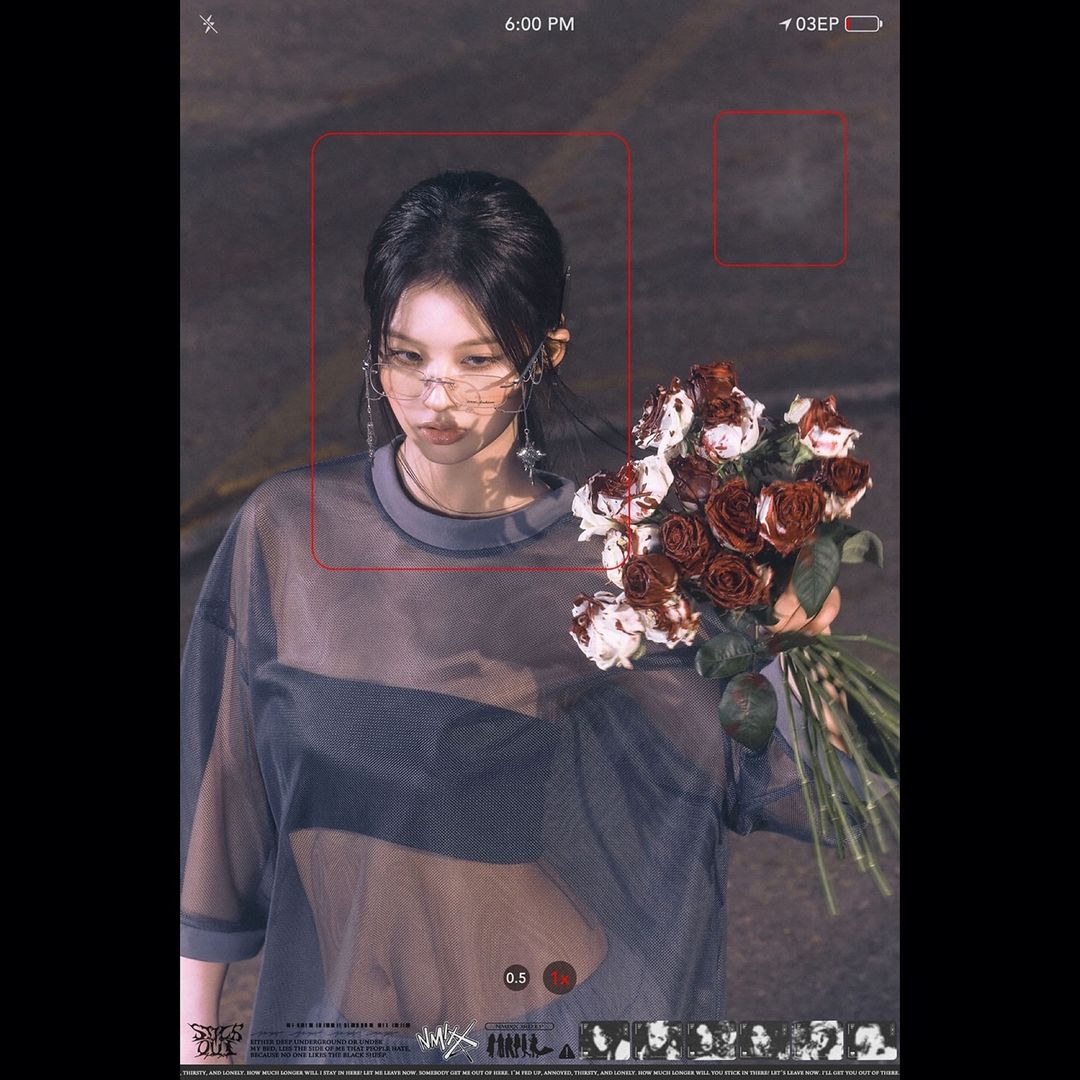 6:00 PM
03EP
0.5
1x
STICK
OUT
EITHER DEEP UNDERGROUND OR UNDER
MY BED, LIES THE SIDE OF ME THAT PEOPLE HATE,
BECAUSE NO ONE LIKES THE BLACK SHEEP.
NMIXX
NMIXX 3RD EP
THIRSTY, AND LONELY. HOW MUCH LONGER WILL I STAY IN HERE? LET ME LEAVE NOW. SOMEBODY GET ME OUT OF HERE. I'M FED UP, ANNOYED, THIRSTY, AND LONELY. HOW MUCH LONGER WILL YOU STICK IN THERE? LET'S LEAVE NOW. I'LL GET YOU OUT OF THERE.